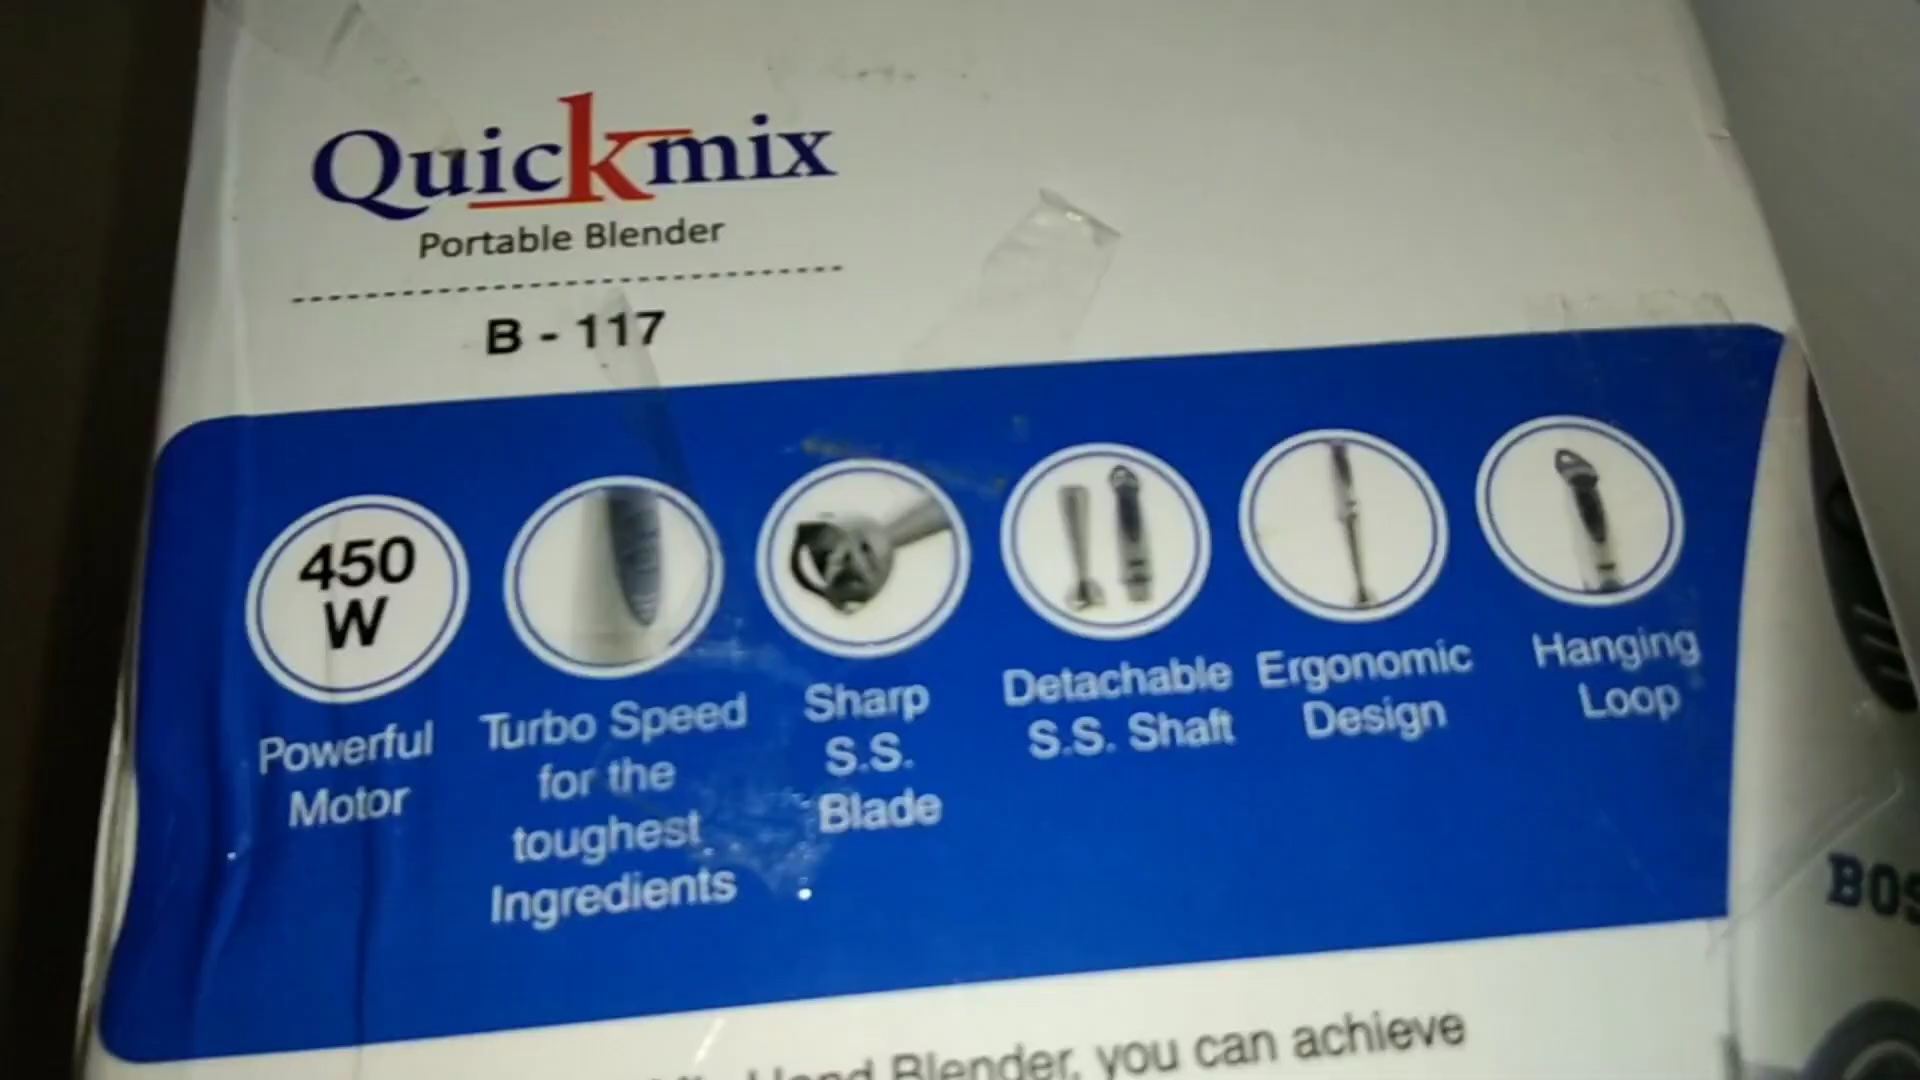 Quickmix
Portable Blender
B - 117
450
W
Powerful
Motor
Turbo Speed
for the
toughest
Ingredients
Sharp
S.S.
Blade
Detachable
S.S. Shaft
Ergonomic
Design
Hanging
Loop
Hand Blender, you can achieve